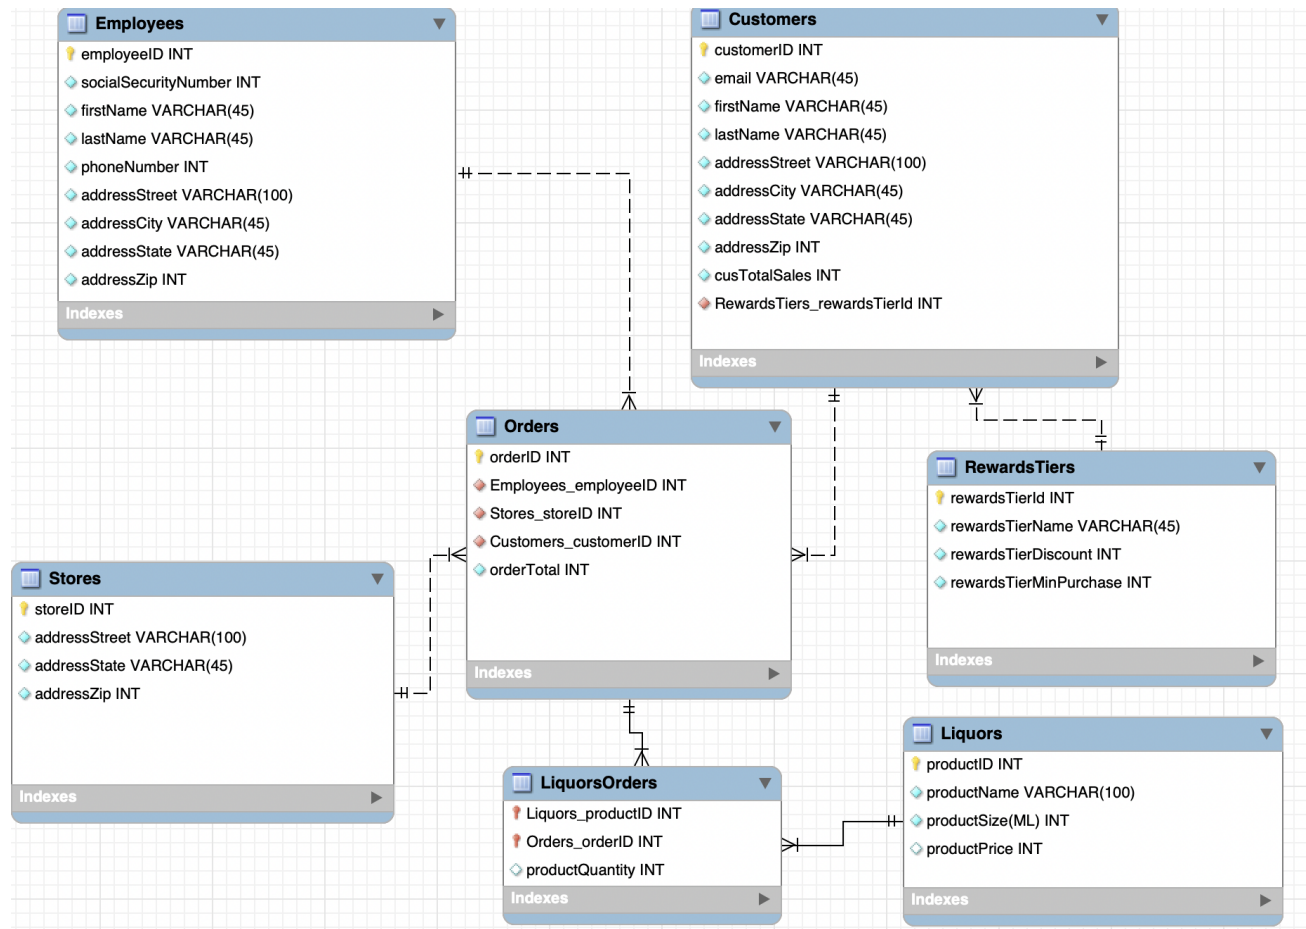 Employees
employeeID INT
socialSecurityNumber INT
firstName VARCHAR(45)
lastName VARCHAR(45)
phoneNumber INT
addressStreet VARCHAR(100)
addressCity VARCHAR(45)
addressState VARCHAR(45)
addressZip INT
Indexes
Customers
customerID INT
email VARCHAR(45)
firstName VARCHAR(45)
lastName VARCHAR(45)
addressStreet VARCHAR(100)
addressCity VARCHAR(45)
addressState VARCHAR(45)
addressZip INT
cusTotalSales INT
RewardsTiers_rewardsTierId INT
Indexes
Orders
orderID INT
Employees_employeeID INT
Stores_storeID INT
Customers_customerID INT
orderTotal INT
Indexes
RewardsTiers
rewardsTierId INT
rewardsTierName VARCHAR(45)
rewardsTierDiscount INT
rewardsTierMinPurchase INT
Indexes
Stores
storeID INT
addressStreet VARCHAR(100)
addressState VARCHAR(45)
addressZip INT
Indexes
LiquorsOrders
Liquors_productID INT
Orders_orderID INT
productQuantity INT
Indexes
Liquors
productID INT
productName VARCHAR(100)
productSize(ML) INT
productPrice INT
Indexes